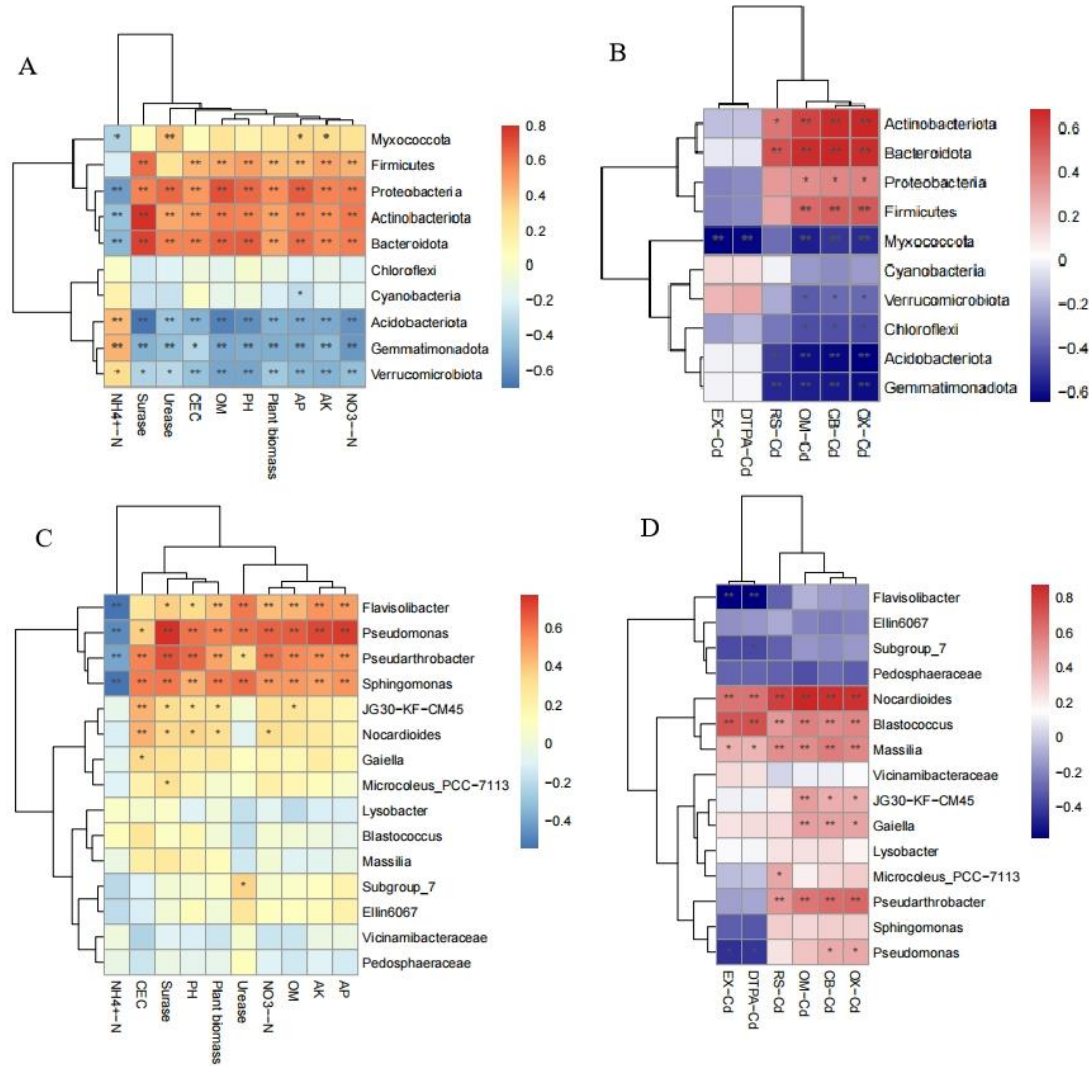 A
Myxococcota
Firmicutes
Proteobacteria
Actinobacteriota
Bacteroidota
Chloroflexi
Cyanobacteria
Acidobacteriota
Gemmatimonadota
Verrucomicrobiota
0.8
0.6
0.4
0.2
0
−0.2
−0.4
−0.6
NH4+−N
Surase
Urease
CEC
OM
PH
Plant biomass
AP
AK
NO3−−N
B
Actinobacteriota
Bacteroidota
Proteobacteria
Firmicutes
Myxococcota
Cyanobacteria
Verrucomicrobiota
Chloroflexi
Acidobacteriota
Gemmatimonadota
0.6
0.4
0.2
0
−0.2
−0.4
−0.6
EX−Cd
DTPA−Cd
RS−Cd
OM−Cd
CB−Cd
OX−Cd
C
Flavisolibacter
Pseudomonas
Pseudarthrobacter
Sphingomonas
JG30−KF−CM45
Nocardioides
Gaiella
Microcoleus_PCC−7113
Lysobacter
Blastococcus
Massilia
Subgroup_7
Ellin6067
Vicinamibacteraceae
Pedosphaeraceae
0.6
0.4
0.2
0
−0.2
−0.4
NH4+−N
CEC
Surase
PH
Plant biomass
Urease
NO3−−N
OM
AK
AP
D
Flavisolibacter
Ellin6067
Subgroup_7
Pedosphaeraceae
Nocardioides
Blastococcus
Massilia
Vicinamibacteraceae
JG30−KF−CM45
Gaiella
Lysobacter
Microcoleus_PCC−7113
Pseudarthrobacter
Sphingomonas
Pseudomonas
0.8
0.6
0.4
0.2
0
−0.2
−0.4
EX−Cd
DTPA−Cd
RS−Cd
OM−Cd
CB−Cd
OX−Cd